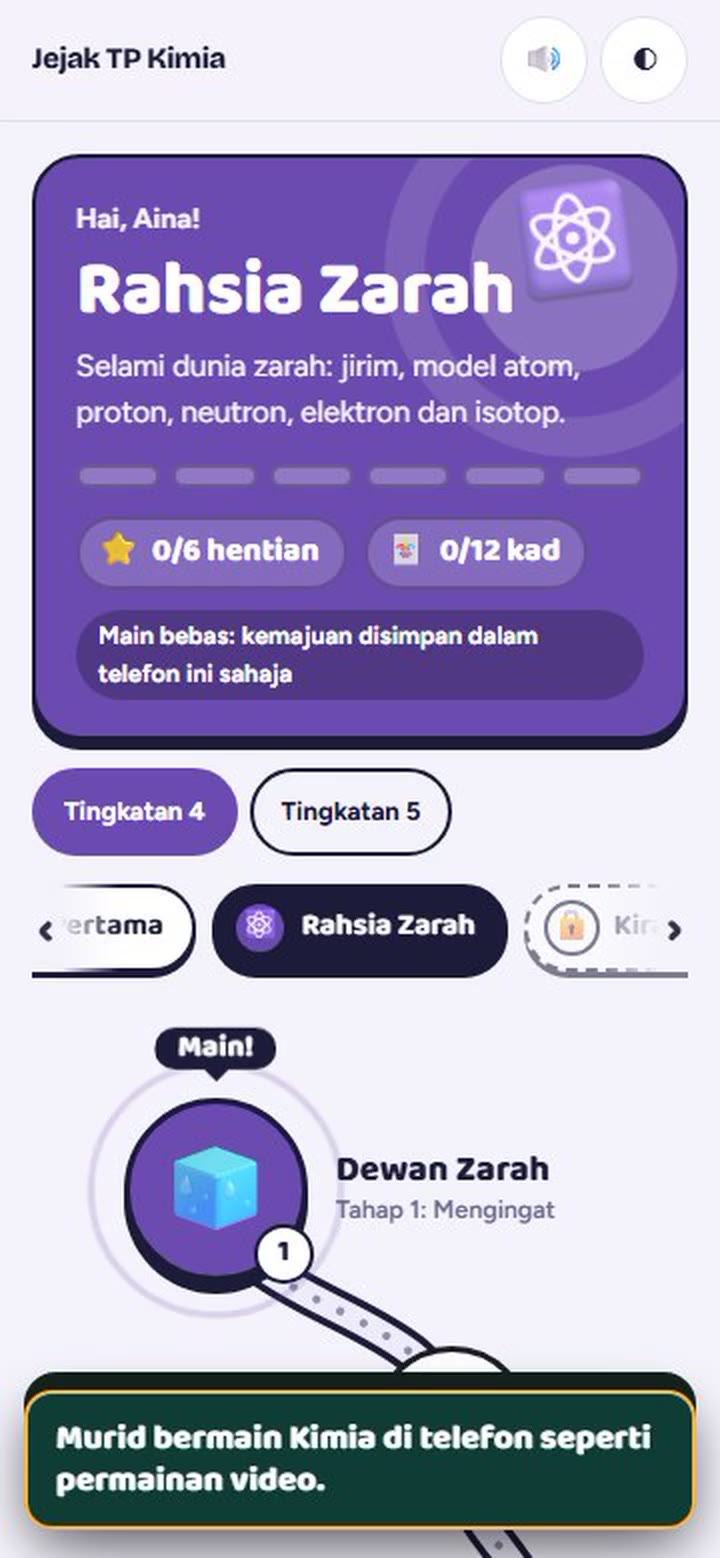 Jejak TP Kimia
Hai, Aina!
Rahsia Zarah
Selami dunia zarah: jirim, model atom,
proton, neutron, elektron dan isotop.
0/6 hentian
0/12 kad
Main bebas: kemajuan disimpan dalam
telefon ini sahaja
Tingkatan 4
Tingkatan 5
ertama
Rahsia Zarah
Kir
Main!
Dewan Zarah
Tahap 1: Mengingat
1
Murid bermain Kimia di telefon seperti
permainan video.